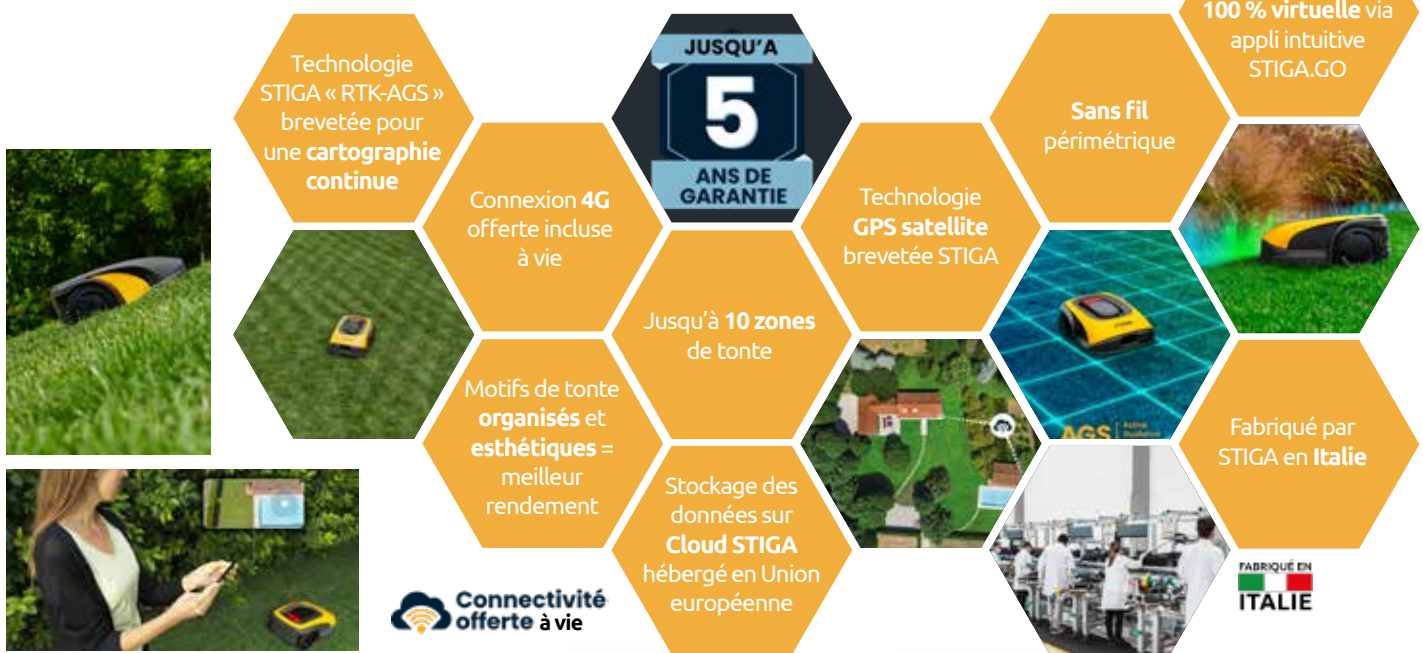 100 % virtuelle via
appli intuitive
STIGA.GO
Technologie
STIGA « RTK-AGS »
brevetée pour
une cartographie
continue
JUSQU'A
5
ANS DE
GARANTIE
Sans fil
périmétrique
Connexion 4G
offerte incluse
à vie
Technologie
GPS satellite
brevetée STIGA
Jusqu'à 10 zones
de tonte
Motifs de tonte
organisés et
esthétiques =
meilleur
rendement
AGS
Fabriqué par
STIGA en Italie
Stockage des
données sur
Cloud STIGA
hébergé en Union
européenne
Connectivité
offerte à vie
FABRIQUÉ EN
ITALIE